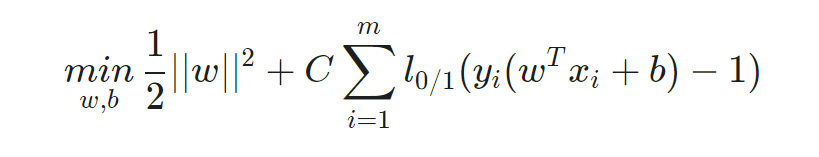 $$\min_{w,b} \frac{1}{2}||w||^2 + C \sum_{i=1}^{m} l_{0/1}(y_i(w^T x_i + b) - 1)$$